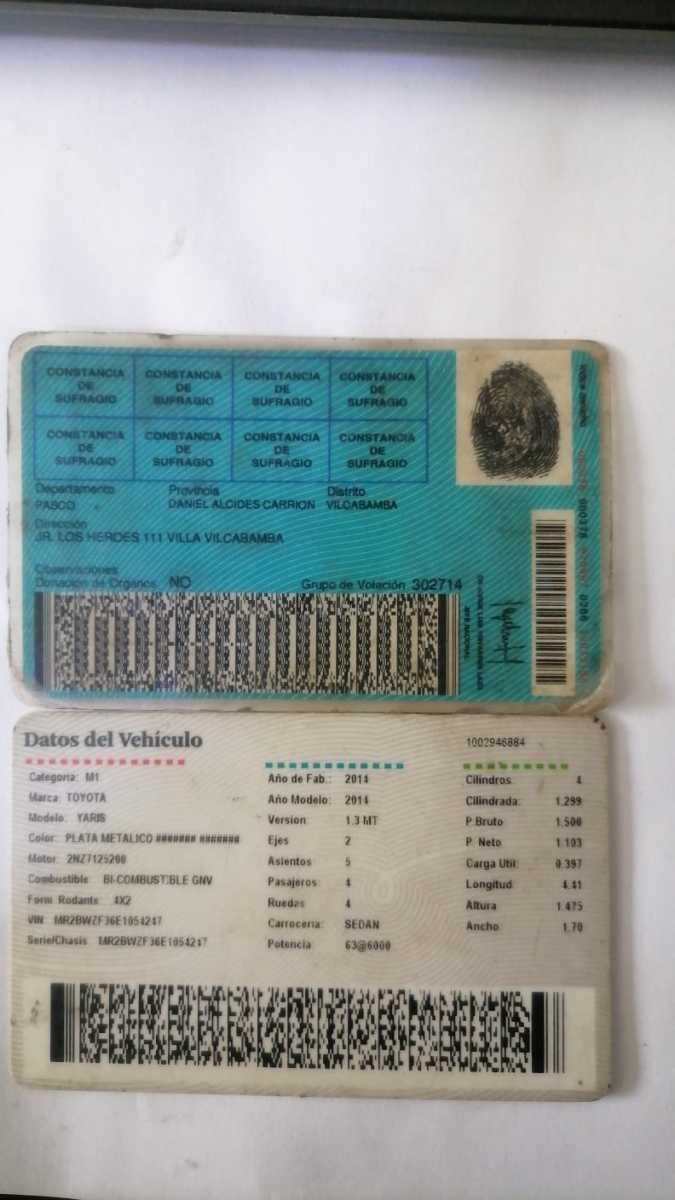 CONSTANCIA DE SUFRAGIO CONSTANCIA DE SUFRAGIO CONSTANCIA DE SUFRAGIO CONSTANCIA DE SUFRAGIO
CONSTANCIA DE SUFRAGIO CONSTANCIA DE SUFRAGIO CONSTANCIA DE SUFRAGIO CONSTANCIA DE SUFRAGIO
Departamento Provincia Distrito
PASCO DANIEL ALCIDES CARRION VILCABAMBA
Dirección
JR. LOS HERDES 111 VILLA VILCABAMBA
Observaciones
Donación de Organos NO Grupo de Votación 302714
JEFE NACIONAL
Datos del Vehículo 1002946884
Categoria: M1 Año de Fab.: 2014 Cilindros: 4
Marca: TOYOTA Año Modelo: 2014 Cilindrada: 1.299
Modelo: YARIS Version: 1.3 MT P.Bruto 1.500
Color: PLATA METALICO ####### ####### Ejes 2 P. Neto 1.103
Motor: 2NZ7125200 Asientos 5 Carga Util: 0.397
Combustible: BI-COMBUSTIBLE GNV Pasajeros: 4 Longitud 4.41
Form Rodante: 4X2 Ruedas 4 Altura 1.475
VIN: MR2BWZF36E1054247 Carroceria: SEDAN Ancho: 1.70
Serie/Chasis: MR2BWZF36E1054247 Potencia 63@6000